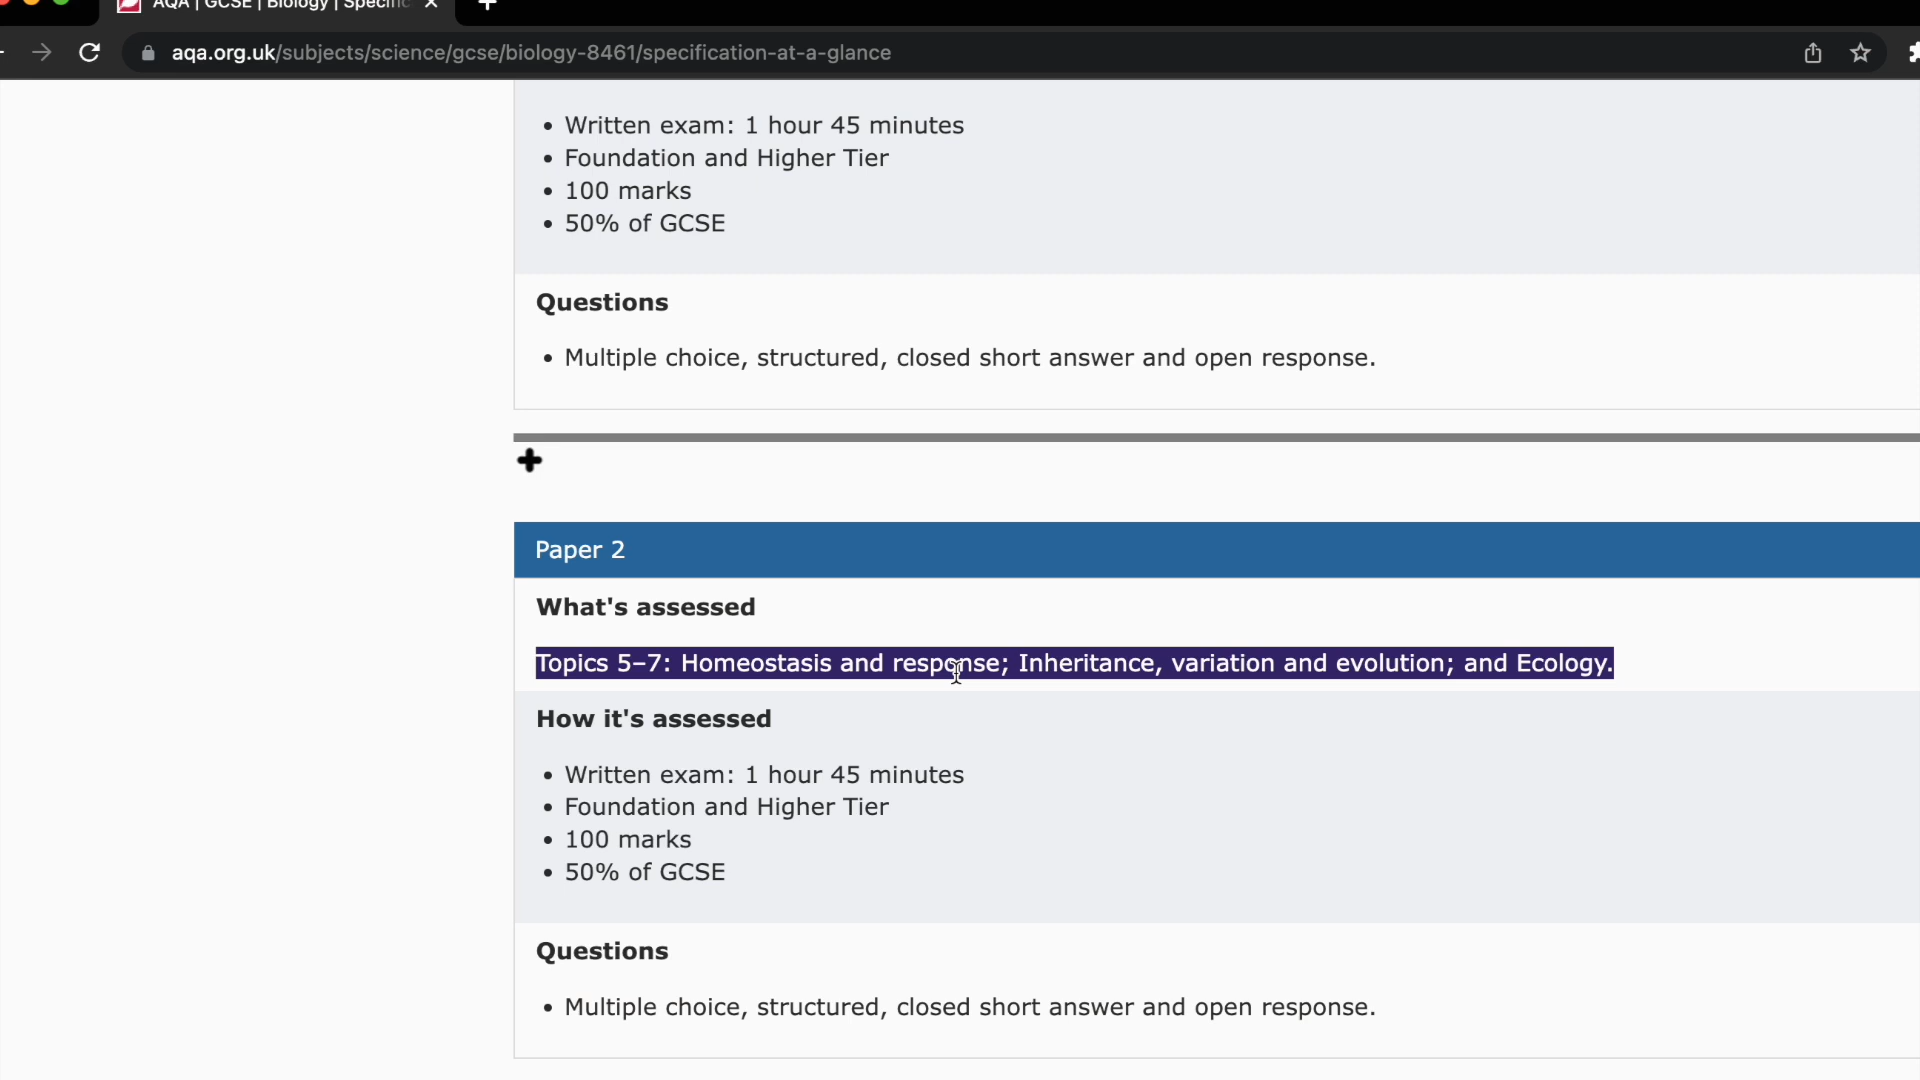 AQA | GCSE | Biology | Specific
aqa.org.uk/subjects/science/gcse/biology-8461/specification-at-a-glance
• Written exam: 1 hour 45 minutes
• Foundation and Higher Tier
• 100 marks
• 50% of GCSE
Questions
• Multiple choice, structured, closed short answer and open response.
Paper 2
What's assessed
Topics 5–7: Homeostasis and response; Inheritance, variation and evolution; and Ecology.
How it's assessed
• Written exam: 1 hour 45 minutes
• Foundation and Higher Tier
• 100 marks
• 50% of GCSE
Questions
• Multiple choice, structured, closed short answer and open response.